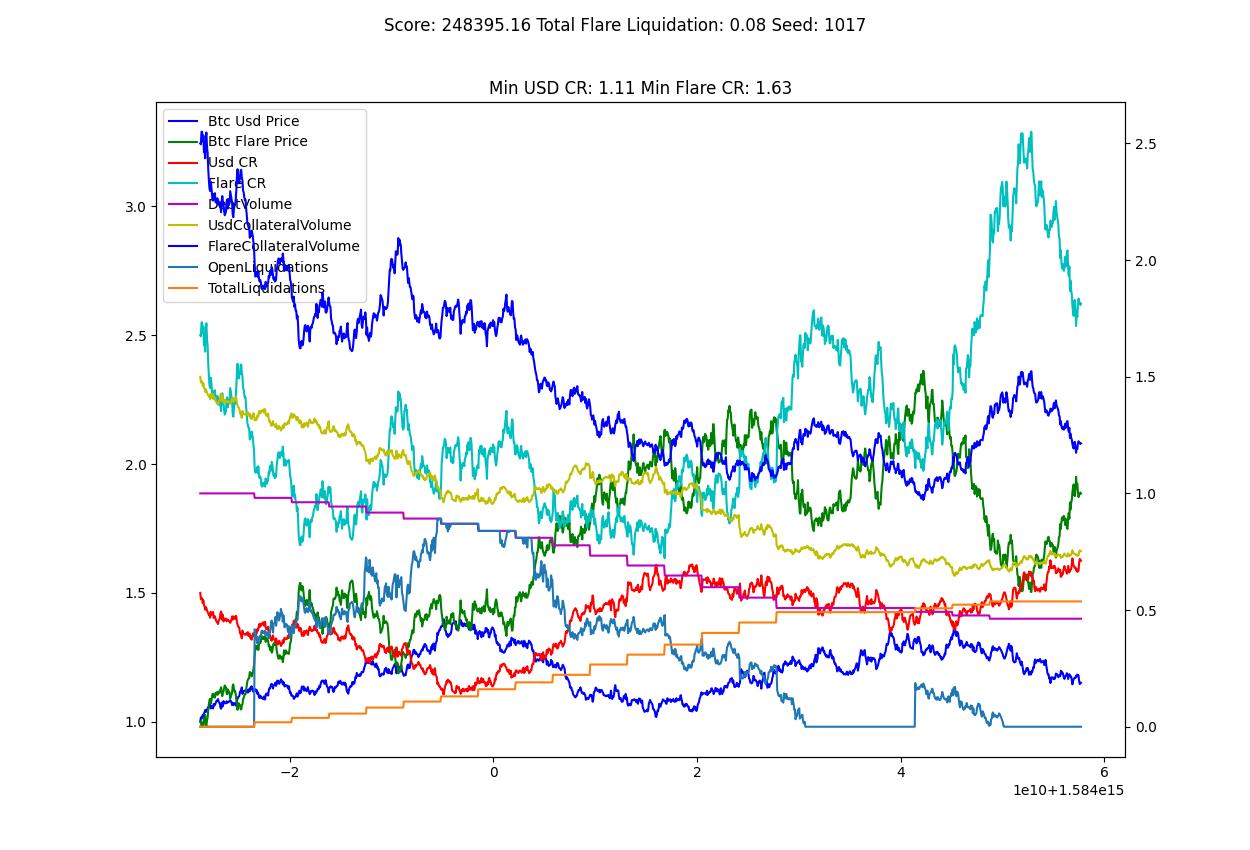 Score: 248395.16 Total Flare Liquidation: 0.08 Seed: 1017
Min USD CR: 1.11 Min Flare CR: 1.63
Btc Usd Price
Btc Flare Price
Usd CR
Flare CR
DebtVolume
UsdCollateralVolume
FlareCollateralVolume
OpenLiquidations
TotalLiquidations
3.0
2.5
2.0
1.5
1.0
2.5
2.0
1.5
1.0
0.5
0.0
−2
0
2
4
6
1e10+1.584e15